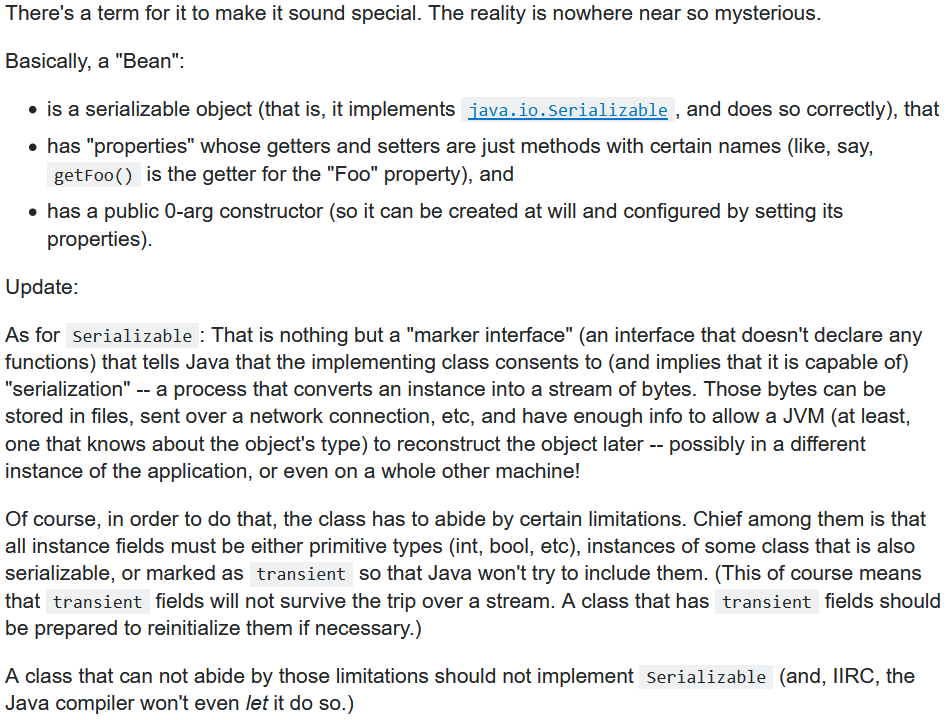 There's a term for it to make it sound special. The reality is nowhere near so mysterious.
Basically, a "Bean":
• is a serializable object (that is, it implements java.io.Serializable , and does so correctly), that
• has "properties" whose getters and setters are just methods with certain names (like, say,
getFoo() is the getter for the "Foo" property), and
• has a public 0-arg constructor (so it can be created at will and configured by setting its
properties).
Update:
As for Serializable : That is nothing but a "marker interface" (an interface that doesn't declare any
functions) that tells Java that the implementing class consents to (and implies that it is capable of)
"serialization" -- a process that converts an instance into a stream of bytes. Those bytes can be
stored in files, sent over a network connection, etc, and have enough info to allow a JVM (at least,
one that knows about the object's type) to reconstruct the object later -- possibly in a different
instance of the application, or even on a whole other machine!
Of course, in order to do that, the class has to abide by certain limitations. Chief among them is that
all instance fields must be either primitive types (int, bool, etc), instances of some class that is also
serializable, or marked as transient so that Java won't try to include them. (This of course means
that transient fields will not survive the trip over a stream. A class that has transient fields should
be prepared to reinitialize them if necessary.)
A class that can not abide by those limitations should not implement Serializable (and, IIRC, the
Java compiler won't even let it do so.)